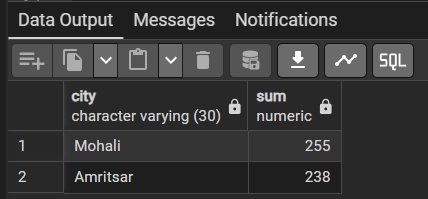 Data Output Messages Notifications
SQL
city sum
character varying (30) numeric
1 Mohali 255
2 Amritsar 238